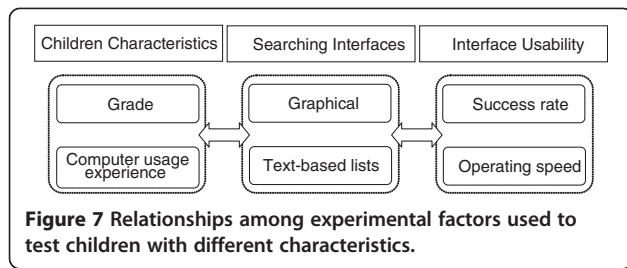 Children Characteristics
Searching Interfaces
Interface Usability
Grade
Graphical
Success rate
Computer usage
experience
Text-based lists
Operating speed
Figure 7 Relationships among experimental factors used to
test children with different characteristics.